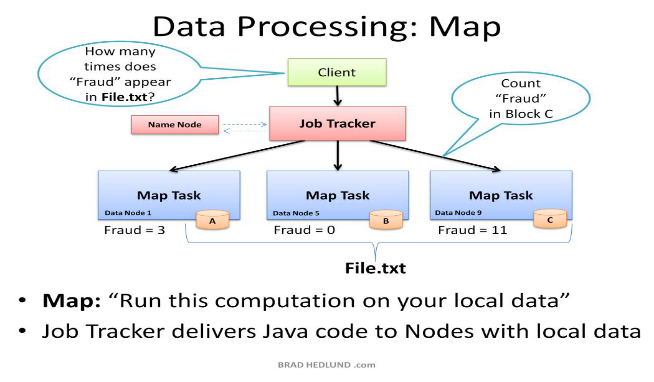 Data Processing: Map
How many
times does
“Fraud” appear
in File.txt?
Client
Count
“Fraud”
in Block C
Name Node
Job Tracker
Map Task
Data Node 1
A
Fraud = 3
Map Task
Data Node 5
B
Fraud = 0
Map Task
Data Node 9
C
Fraud = 11
File.txt
• Map: “Run this computation on your local data”
• Job Tracker delivers Java code to Nodes with local data
BRAD HEDLUND .com